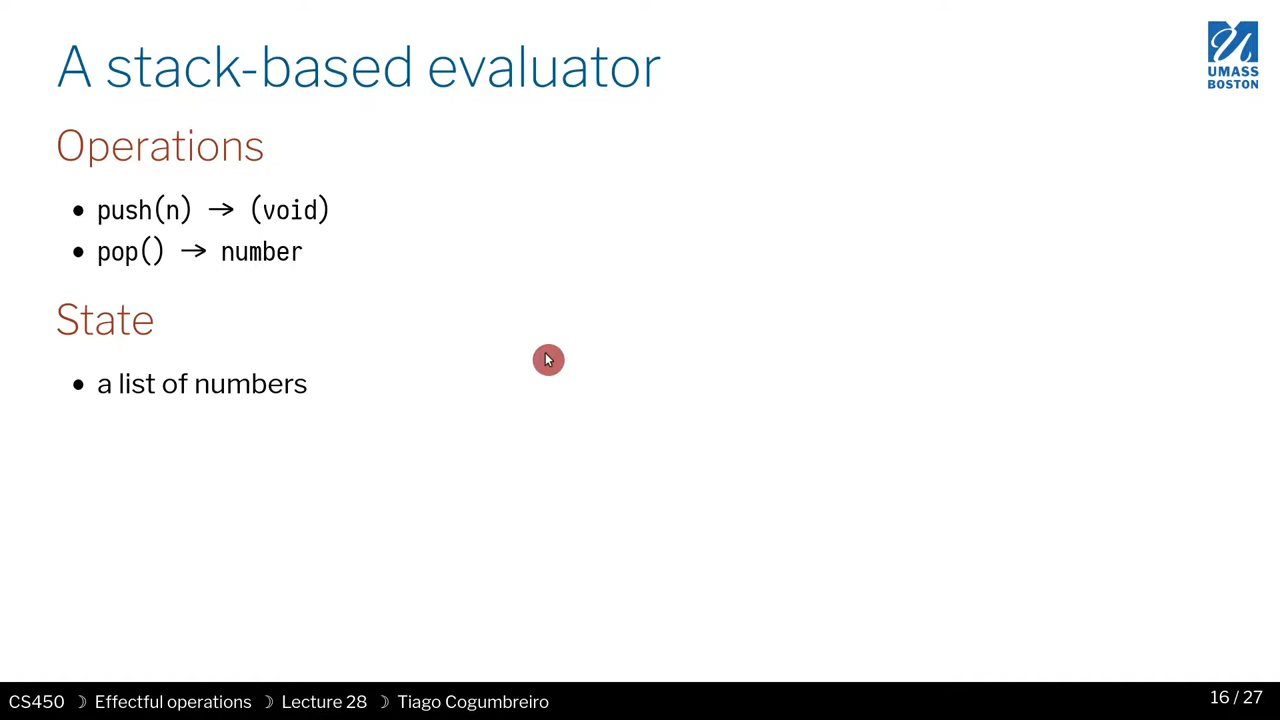 A stack-based evaluator
UMASS
BOSTON
Operations
• push(n) → (void)
• pop() → number
State
• a list of numbers
CS450 ☽ Effectful operations ☽ Lecture 28 ☽ Tiago Cogumbreiro
16 / 27